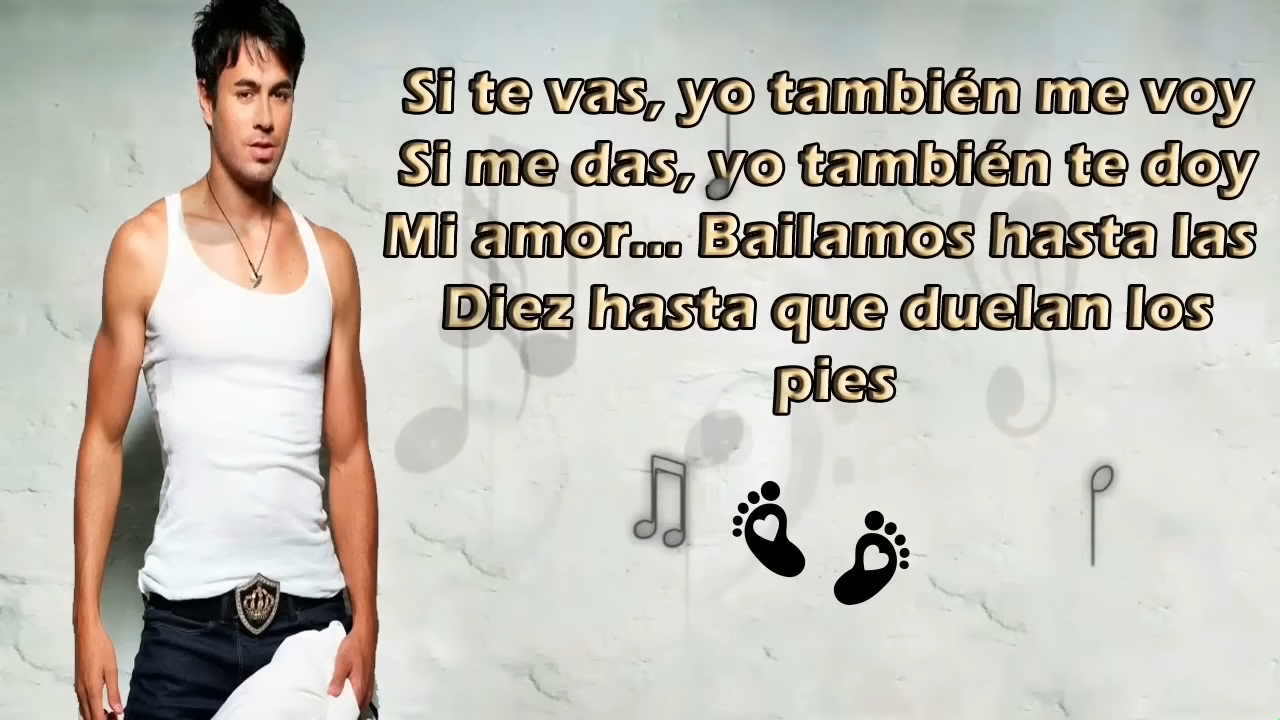 Si te vas, yo también me voy
Si me das, yo también te doy
Mi amor... Bailamos hasta las
Diez hasta que duelan los
pies